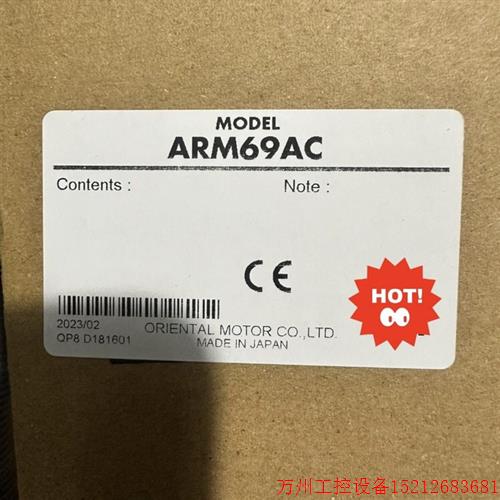 MODEL
ARM69AC
Contents :
Note :
CE
HOT!
2023/02
QP8 D181601
ORIENTAL MOTOR CO.,LTD.
MADE IN JAPAN
万州工控设备15212683681